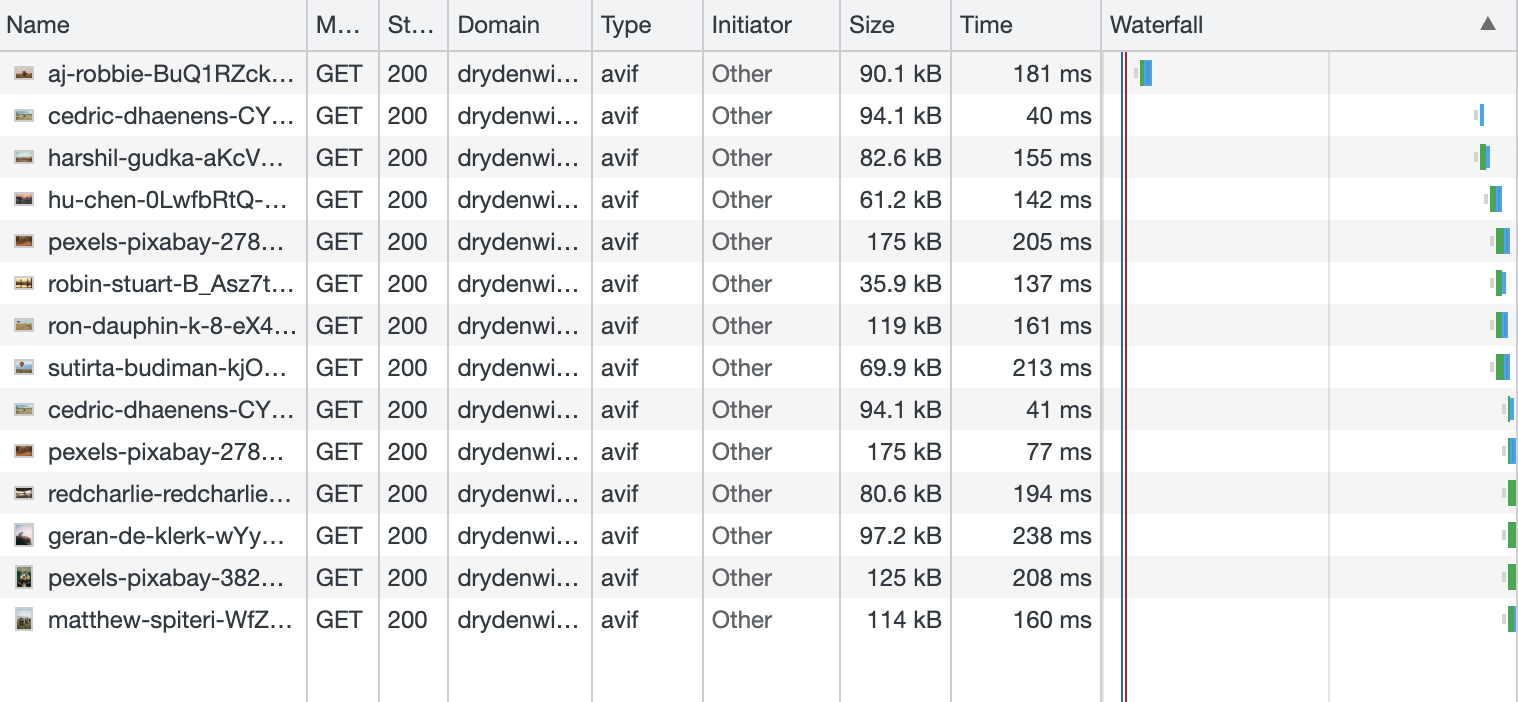 Name M... St... Domain Type Initiator Size Time Waterfall ▲
aj-robbie-BuQ1RZck... GET 200 drydenwi... avif Other 90.1 kB 181 ms
cedric-dhaenens-CY... GET 200 drydenwi... avif Other 94.1 kB 40 ms
harshil-gudka-aKcV... GET 200 drydenwi... avif Other 82.6 kB 155 ms
hu-chen-0LwfbRtQ-... GET 200 drydenwi... avif Other 61.2 kB 142 ms
pexels-pixabay-278... GET 200 drydenwi... avif Other 175 kB 205 ms
robin-stuart-B_Asz7t... GET 200 drydenwi... avif Other 35.9 kB 137 ms
ron-dauphin-k-8-eX4... GET 200 drydenwi... avif Other 119 kB 161 ms
sutirta-budiman-kjO... GET 200 drydenwi... avif Other 69.9 kB 213 ms
cedric-dhaenens-CY... GET 200 drydenwi... avif Other 94.1 kB 41 ms
pexels-pixabay-278... GET 200 drydenwi... avif Other 175 kB 77 ms
redcharlie-redcharlie... GET 200 drydenwi... avif Other 80.6 kB 194 ms
geran-de-klerk-wYy... GET 200 drydenwi... avif Other 97.2 kB 238 ms
pexels-pixabay-382... GET 200 drydenwi... avif Other 125 kB 208 ms
matthew-spiteri-WfZ... GET 200 drydenwi... avif Other 114 kB 160 ms